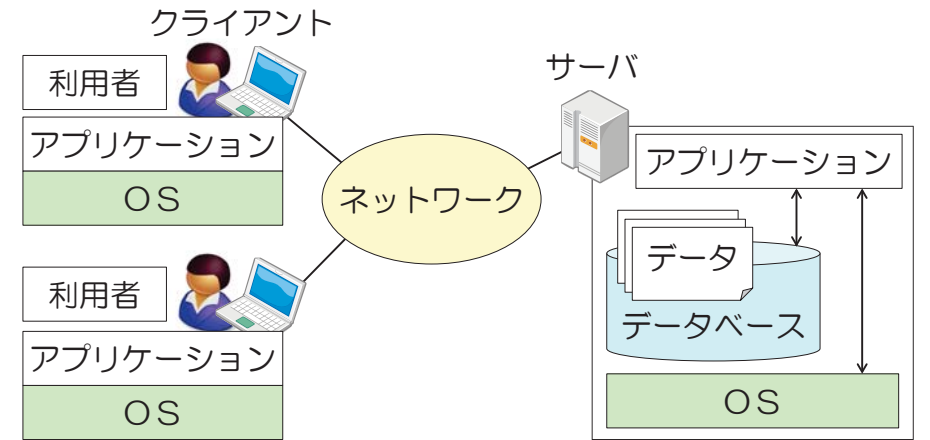 クライアント
利用者
アプリケーション
ＯＳ
利用者
アプリケーション
ＯＳ
ネットワーク
サーバ
アプリケーション
データ
データベース
ＯＳ